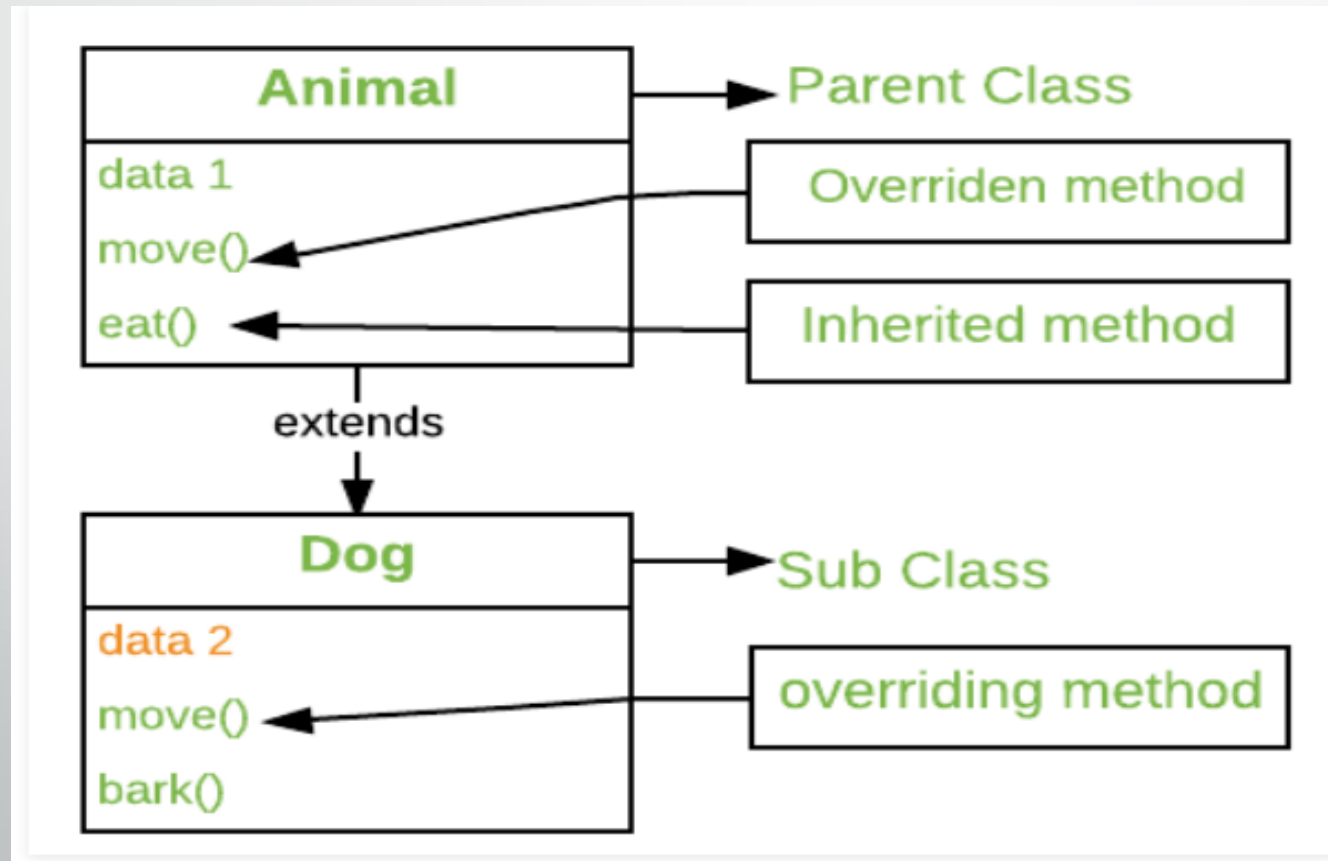 Animal
Parent Class
data 1
Overriden method
move()
eat()
Inherited method
extends
Dog
Sub Class
data 2
move()
overriding method
bark()